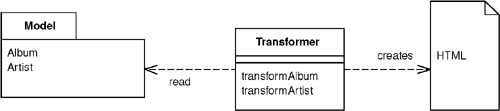 Model
Album
Artist
read
Transformer
transformAlbum
transformArtist
creates
HTML